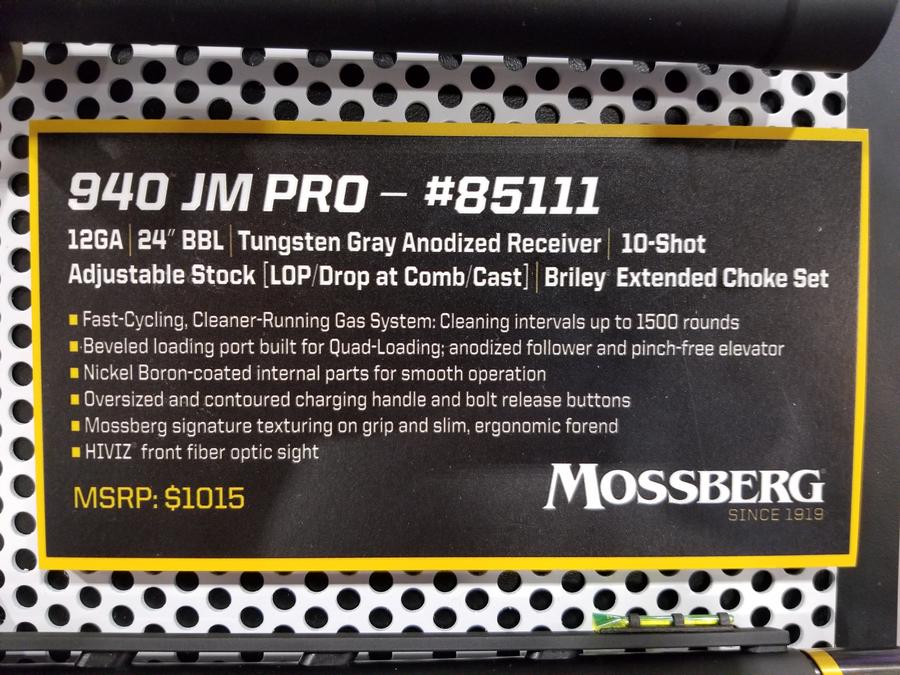 940 JM PRO – #85111
12GA | 24" BBL | Tungsten Gray Anodized Receiver | 10-Shot
Adjustable Stock [LOP/Drop at Comb/Cast] | Briley® Extended Choke Set
■ Fast-Cycling, Cleaner-Running Gas System: Cleaning intervals up to 1500 rounds
■ Beveled loading port built for Quad-Loading; anodized follower and pinch-free elevator
■ Nickel Boron-coated internal parts for smooth operation
■ Oversized and contoured charging handle and bolt release buttons
■ Mossberg signature texturing on grip and slim, ergonomic forend
■ HIVIZ® front fiber optic sight
MSRP: $1015
MOSSBERG®
SINCE 1919